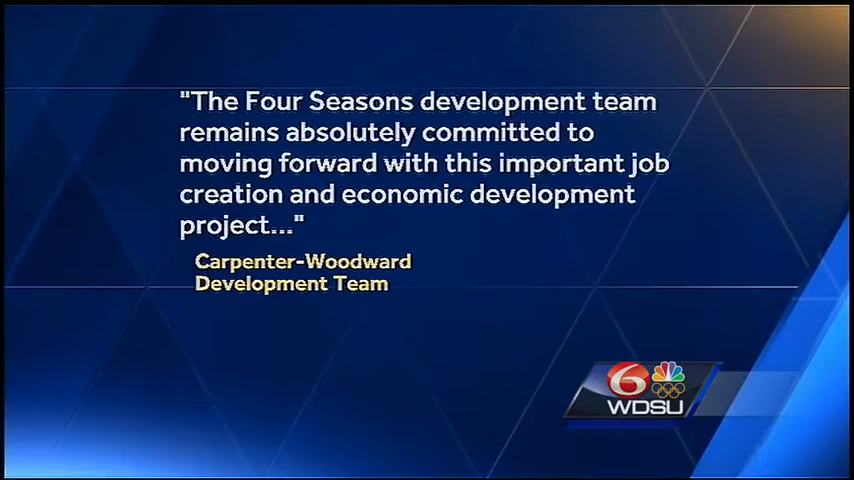 "The Four Seasons development team
remains absolutely committed to
moving forward with this important job
creation and economic development
project..."
Carpenter-Woodward
Development Team
6
WDSU